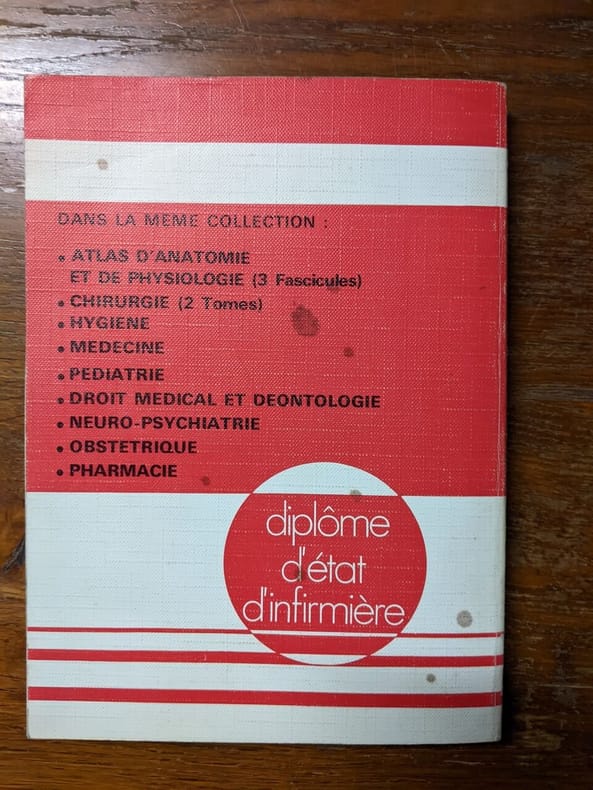 DANS LA MEME COLLECTION :
• ATLAS D'ANATOMIE
ET DE PHYSIOLOGIE (3 Fascicules)
• CHIRURGIE (2 Tomes)
• HYGIENE
• MEDECINE
• PEDIATRIE
• DROIT MEDICAL ET DEONTOLOGIE
• NEURO-PSYCHIATRIE
• OBSTETRIQUE
• PHARMACIE
diplôme
d'état
d'infirmière